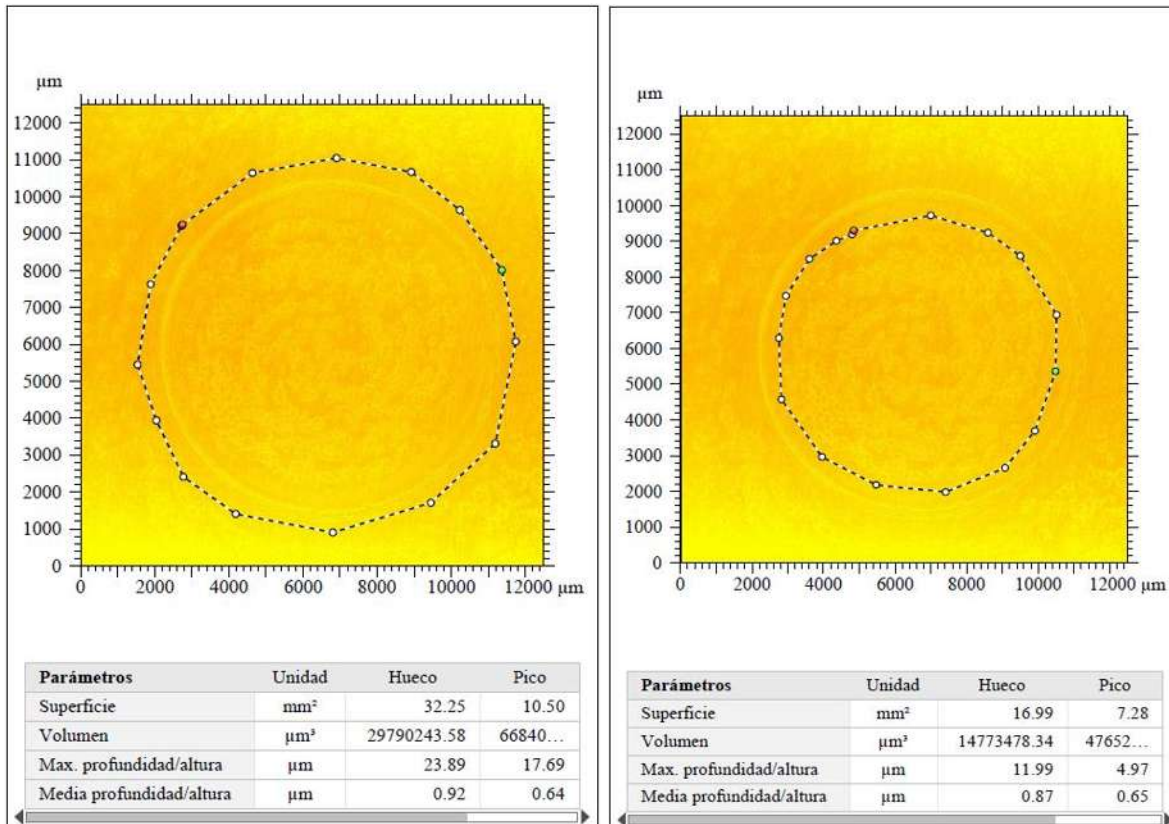 µm
12000
11000
10000
9000
8000
7000
6000
5000
4000
3000
2000
1000
0
0 2000 4000 6000 8000 10000 12000 µm
Parámetros Unidad Hueco Pico
Superficie mm² 32.25 10.50
Volumen µm³ 29790243.58 66840...
Max. profundidad/altura µm 23.89 17.69
Media profundidad/altura µm 0.92 0.64
µm
12000
11000
10000
9000
8000
7000
6000
5000
4000
3000
2000
1000
0
0 2000 4000 6000 8000 10000 12000 µm
Parámetros Unidad Hueco Pico
Superficie mm² 16.99 7.28
Volumen µm³ 14773478.34 47652...
Max. profundidad/altura µm 11.99 4.97
Media profundidad/altura µm 0.87 0.65